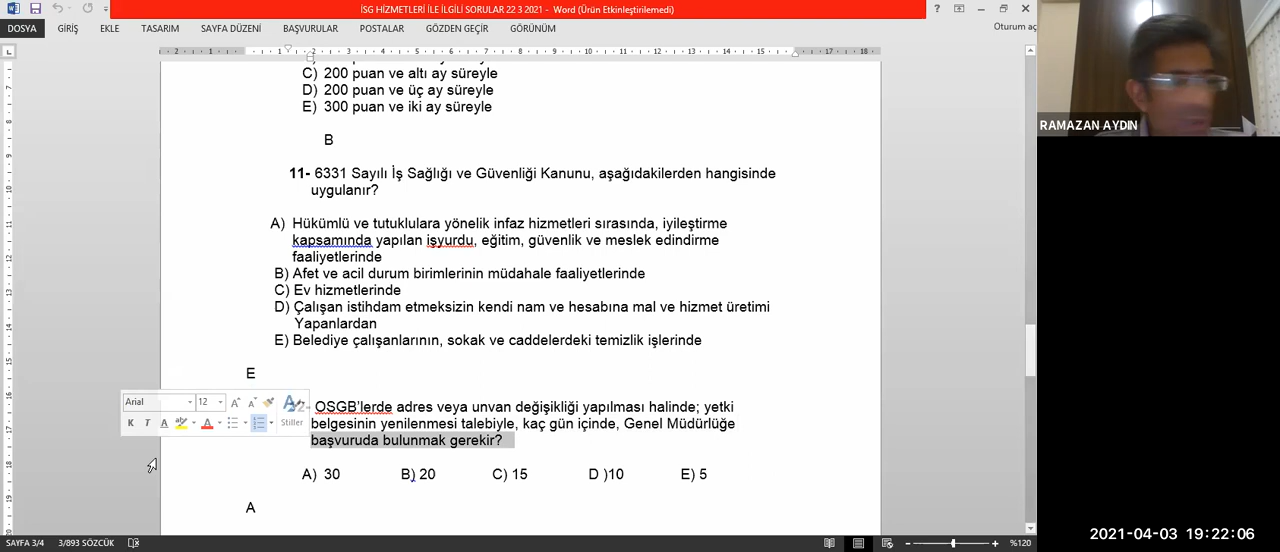 İSG HİZMETLERİ İLE İLGİLİ SORULAR 22 3 2021 - Word (Ürün Etkinleştirilemedi)
DOSYA GİRİŞ EKLE TASARIM SAYFA DÜZENİ BAŞVURULAR POSTALAR GÖZDEN GEÇİR GÖRÜNÜM Oturum aç
C) 200 puan ve altı ay süreyle
D) 200 puan ve üç ay süreyle
E) 300 puan ve iki ay süreyle
B
11- 6331 Sayılı İş Sağlığı ve Güvenliği Kanunu, aşağıdakilerden hangisinde
uygulanır?
A) Hükümlü ve tutuklulara yönelik infaz hizmetleri sırasında, iyileştirme
kapsamında yapılan işyurdu, eğitim, güvenlik ve meslek edindirme
faaliyetlerinde
B) Afet ve acil durum birimlerinin müdahale faaliyetlerinde
C) Ev hizmetlerinde
D) Çalışan istihdam etmeksizin kendi nam ve hesabına mal ve hizmet üretimi
Yapanlardan
E) Belediye çalışanlarının, sokak ve caddelerdeki temizlik işlerinde
E
Arial 12
K T A Stiller
OSGB'lerde adres veya unvan değişikliği yapılması halinde; yetki
belgesinin yenilenmesi talebiyle, kaç gün içinde, Genel Müdürlüğe
başvuruda bulunmak gerekir?
A) 30 B) 20 C) 15 D )10 E) 5
A
SAYFA 3/4 3/893 SÖZCÜK %120
RAMAZAN AYDIN
2021-04-03 19:22:06